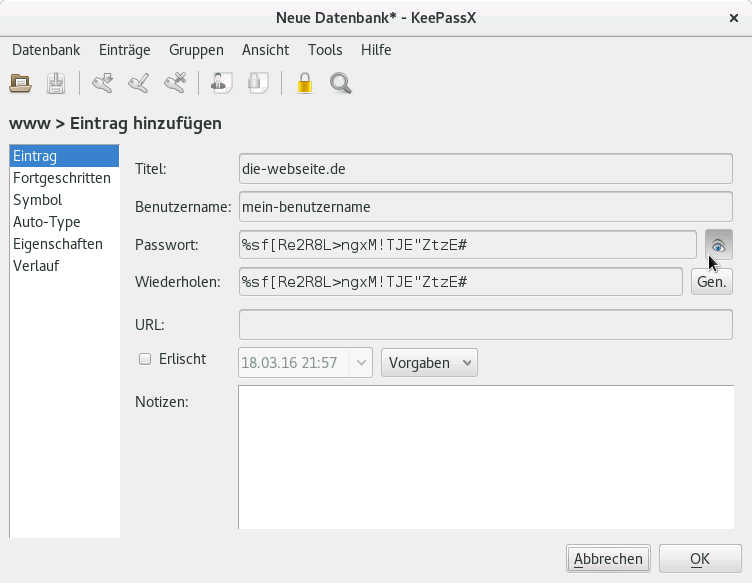 Neue Datenbank* - KeePassX
Datenbank Einträge Gruppen Ansicht Tools Hilfe
www > Eintrag hinzufügen
Eintrag
Fortgeschritten
Symbol
Auto-Type
Eigenschaften
Verlauf
Titel: die-webseite.de
Benutzername: mein-benutzername
Passwort: %sf[Re2R8L>ngxM!TJE"ZtzE#
Wiederholen: %sf[Re2R8L>ngxM!TJE"ZtzE# Gen.
URL:
Erlischt 18.03.16 21:57 Vorgaben
Notizen:
Abbrechen OK